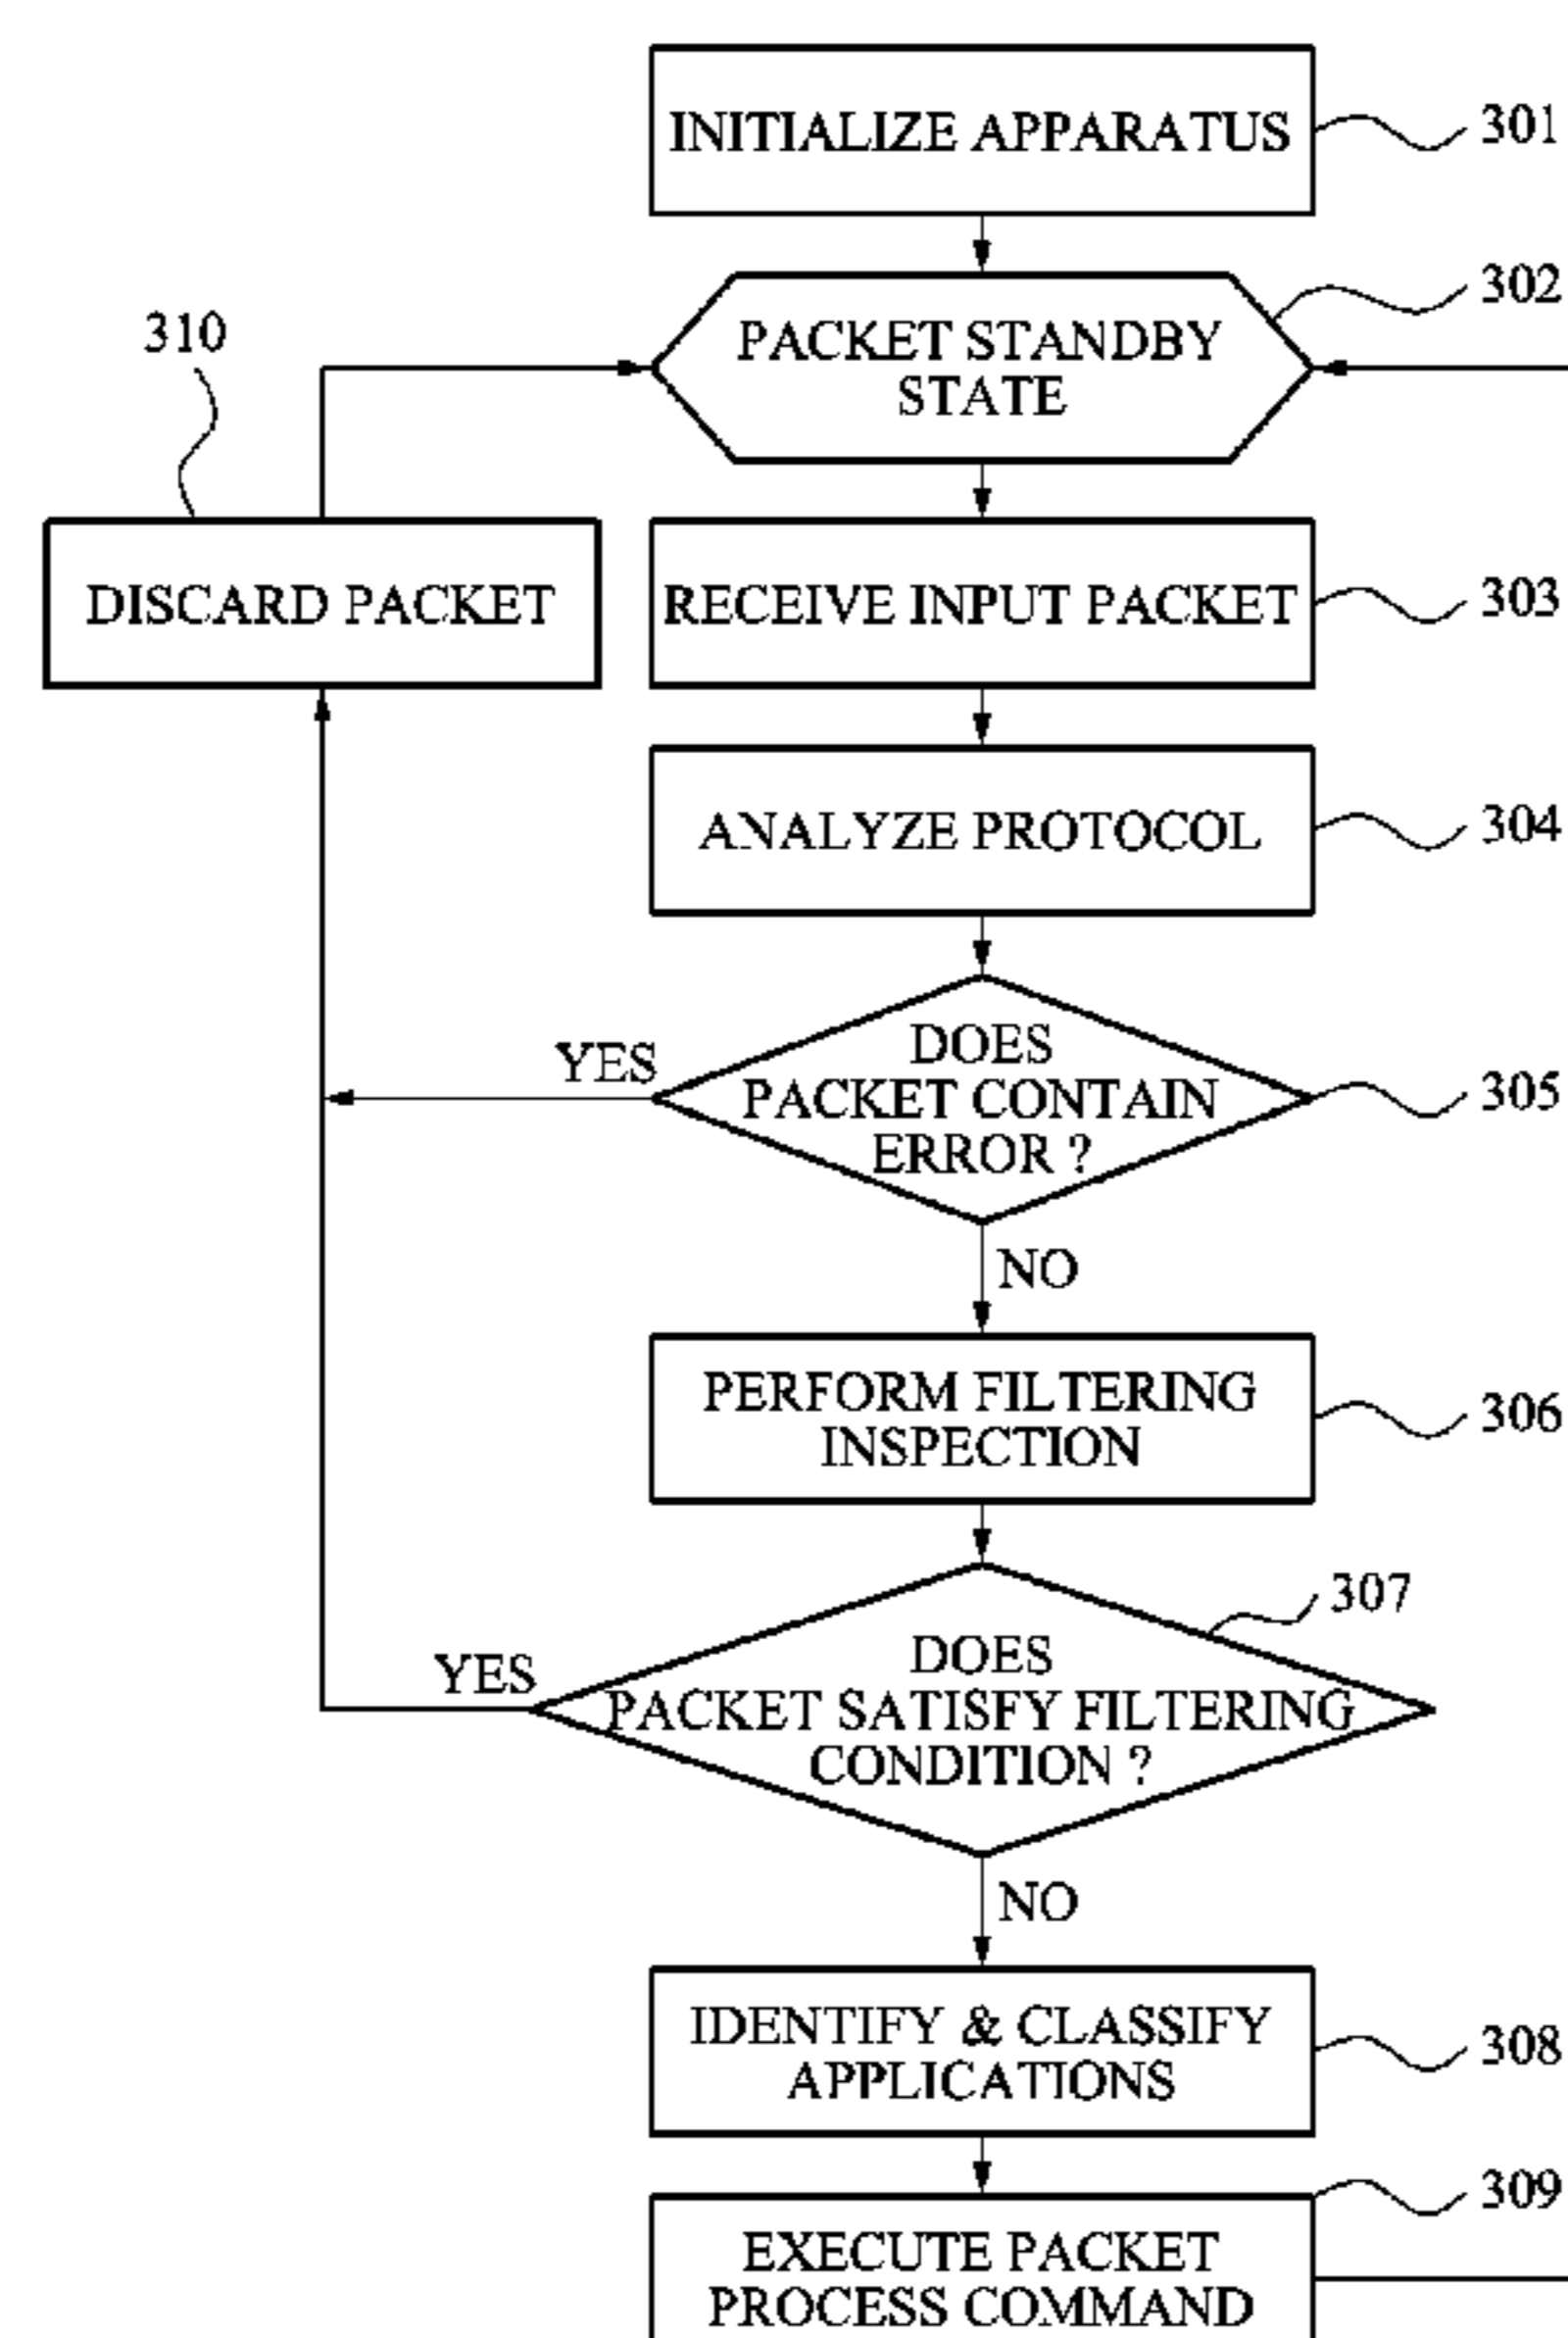 INITIALIZE APPARATUS
301
302
PACKET STANDBY
STATE
310
DISCARD PACKET
RECEIVE INPUT PACKET
303
ANALYZE PROTOCOL
304
DOES
PACKET CONTAIN
ERROR ?
YES
305
NO
PERFORM FILTERING
INSPECTION
306
307
DOES
PACKET SATISFY FILTERING
CONDITION ?
YES
NO
IDENTIFY & CLASSIFY
APPLICATIONS
308
309
EXECUTE PACKET
PROCESS COMMAND